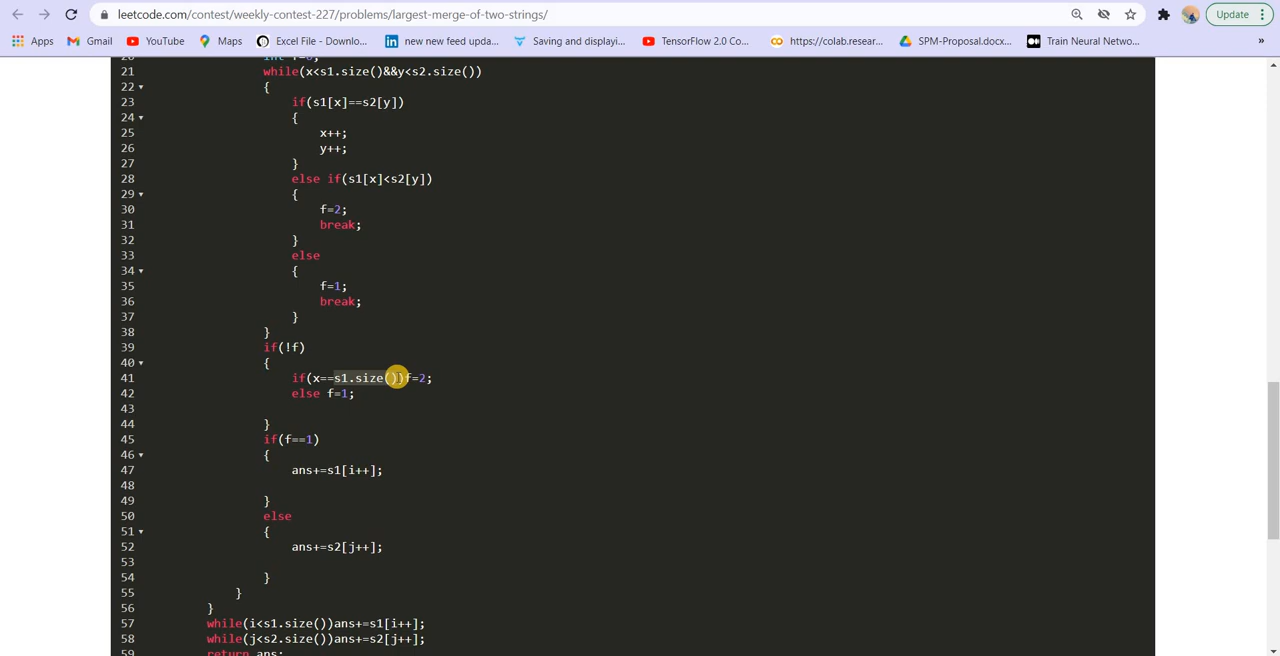 leetcode.com/contest/weekly-contest-227/problems/largest-merge-of-two-strings/
Update
Apps Gmail YouTube Maps Excel File - Downlo... new new feed upda... Saving and displayi... TensorFlow 2.0 Co... https://colab.resear... SPM-Proposal.docx... Train Neural Netwo... »
20 int f=0;
21 while(x<s1.size()&&y<s2.size())
22 {
23 if(s1[x]==s2[y])
24 {
25 x++;
26 y++;
27 }
28 else if(s1[x]<s2[y])
29 {
30 f=2;
31 break;
32 }
33 else
34 {
35 f=1;
36 break;
37 }
38 }
39 if(!f)
40 {
41 if(x==s1.size())f=2;
42 else f=1;
43
44 }
45 if(f==1)
46 {
47 ans+=s1[i++];
48
49 }
50 else
51 {
52 ans+=s2[j++];
53
54 }
55 }
56 }
57 while(i<s1.size())ans+=s1[i++];
58 while(j<s2.size())ans+=s2[j++];
59 return ans;